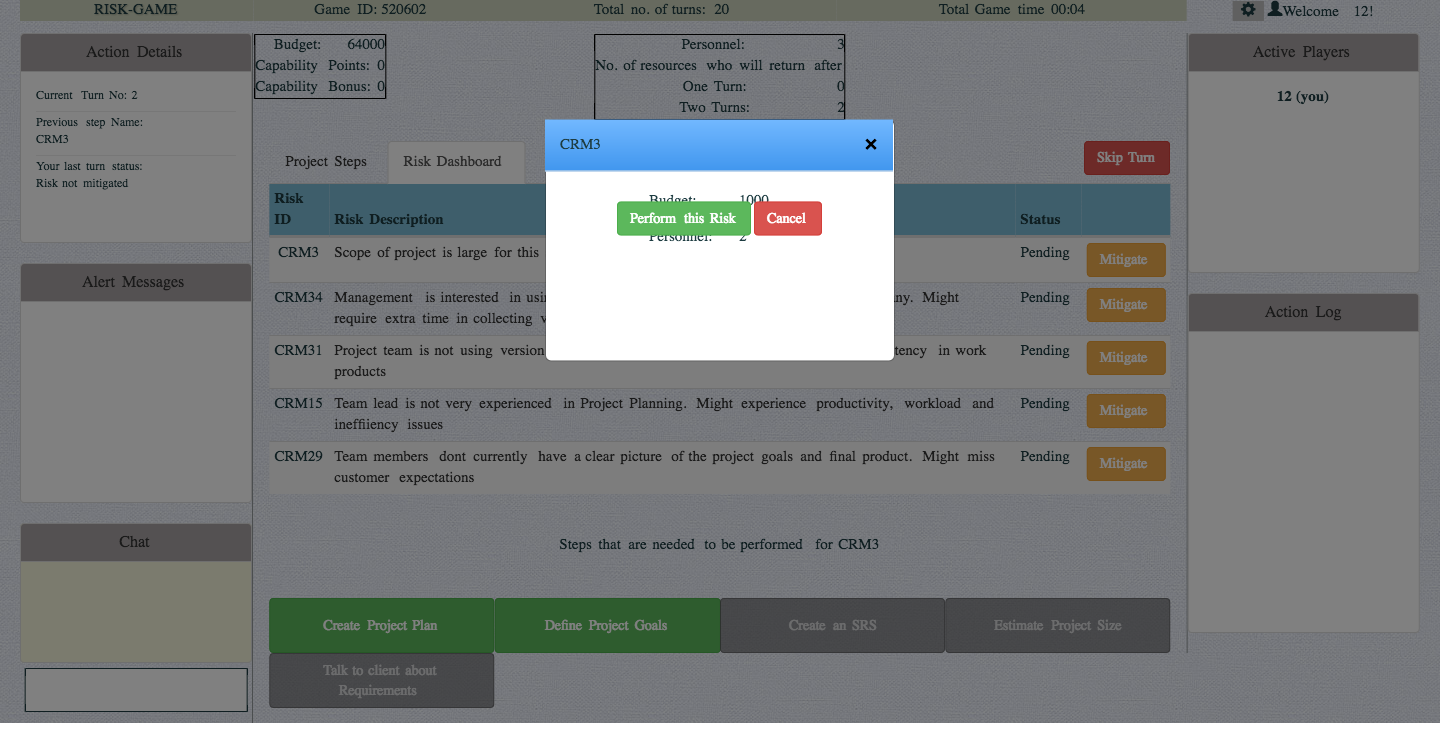 RISK-GAME Game ID: 520602 Total no. of turns: 20 Total Game time 00:04 Welcome 12!
Action Details
Current Turn No: 2
Previous step Name:
CRM3
Your last turn status:
Risk not mitigated
Alert Messages
Chat
Budget: 64000
Capability Points: 0
Capability Bonus: 0
Personnel: 3
No. of resources who will return after
One Turn: 0
Two Turns: 2
Project Steps Risk Dashboard
Skip Turn
CRM3 ×
Budget: 1000
Perform this Risk Cancel
Personnel: 2
Risk
ID Risk Description Status
CRM3 Scope of project is large for this Pending Mitigate
CRM34 Management is interested in ny. Might Pending Mitigate
require extra time in collecting
CRM31 Project team is not using version tency in work Pending Mitigate
products
CRM15 Team lead is not very experienced in Project Planning. Might experience productivity, workload and Pending Mitigate
ineffiiency issues
CRM29 Team members dont currently have a clear picture of the project goals and final product. Might miss Pending Mitigate
customer expectations
Steps that are needed to be performed for CRM3
Create Project Plan Define Project Goals Create an SRS Estimate Project Size
Talk to client about
Requirements
Active Players
12 (you)
Action Log